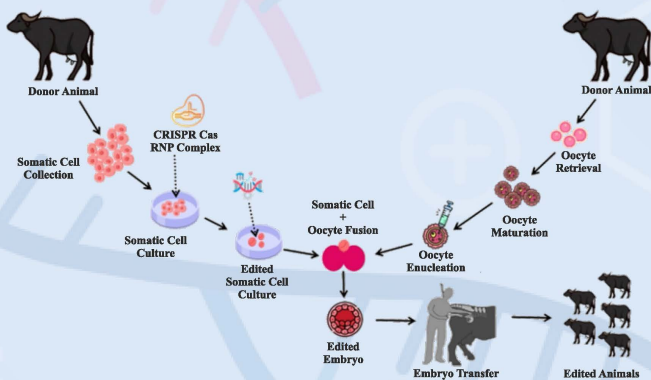 Donor Animal
Donor Animal
CRISPR Cas
RNP Complex
Somatic Cell
Collection
Oocyte
Retrieval
Somatic Cell
+
Oocyte Fusion
Oocyte
Maturation
Somatic Cell
Culture
Edited
Somatic Cell
Culture
Oocyte
Enucleation
Edited
Embryo
Embryo Transfer
Edited Animals